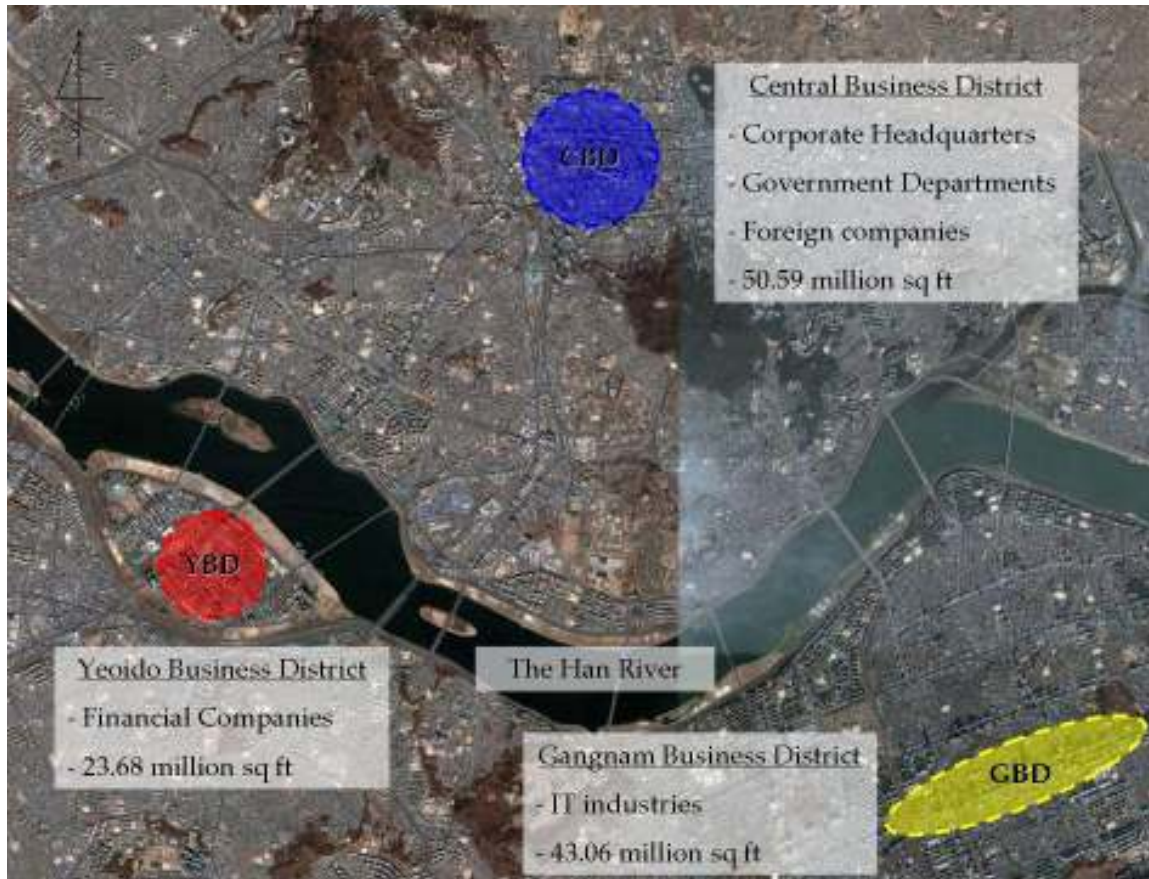 CBD
Central Business District
- Corporate Headquarters
- Government Departments
- Foreign companies
- 50.59 million sq ft
YBD
Yeoido Business District
- Financial Companies
- 23.68 million sq ft
The Han River
Gangnam Business District
- IT industries
- 43.06 million sq ft
GBD